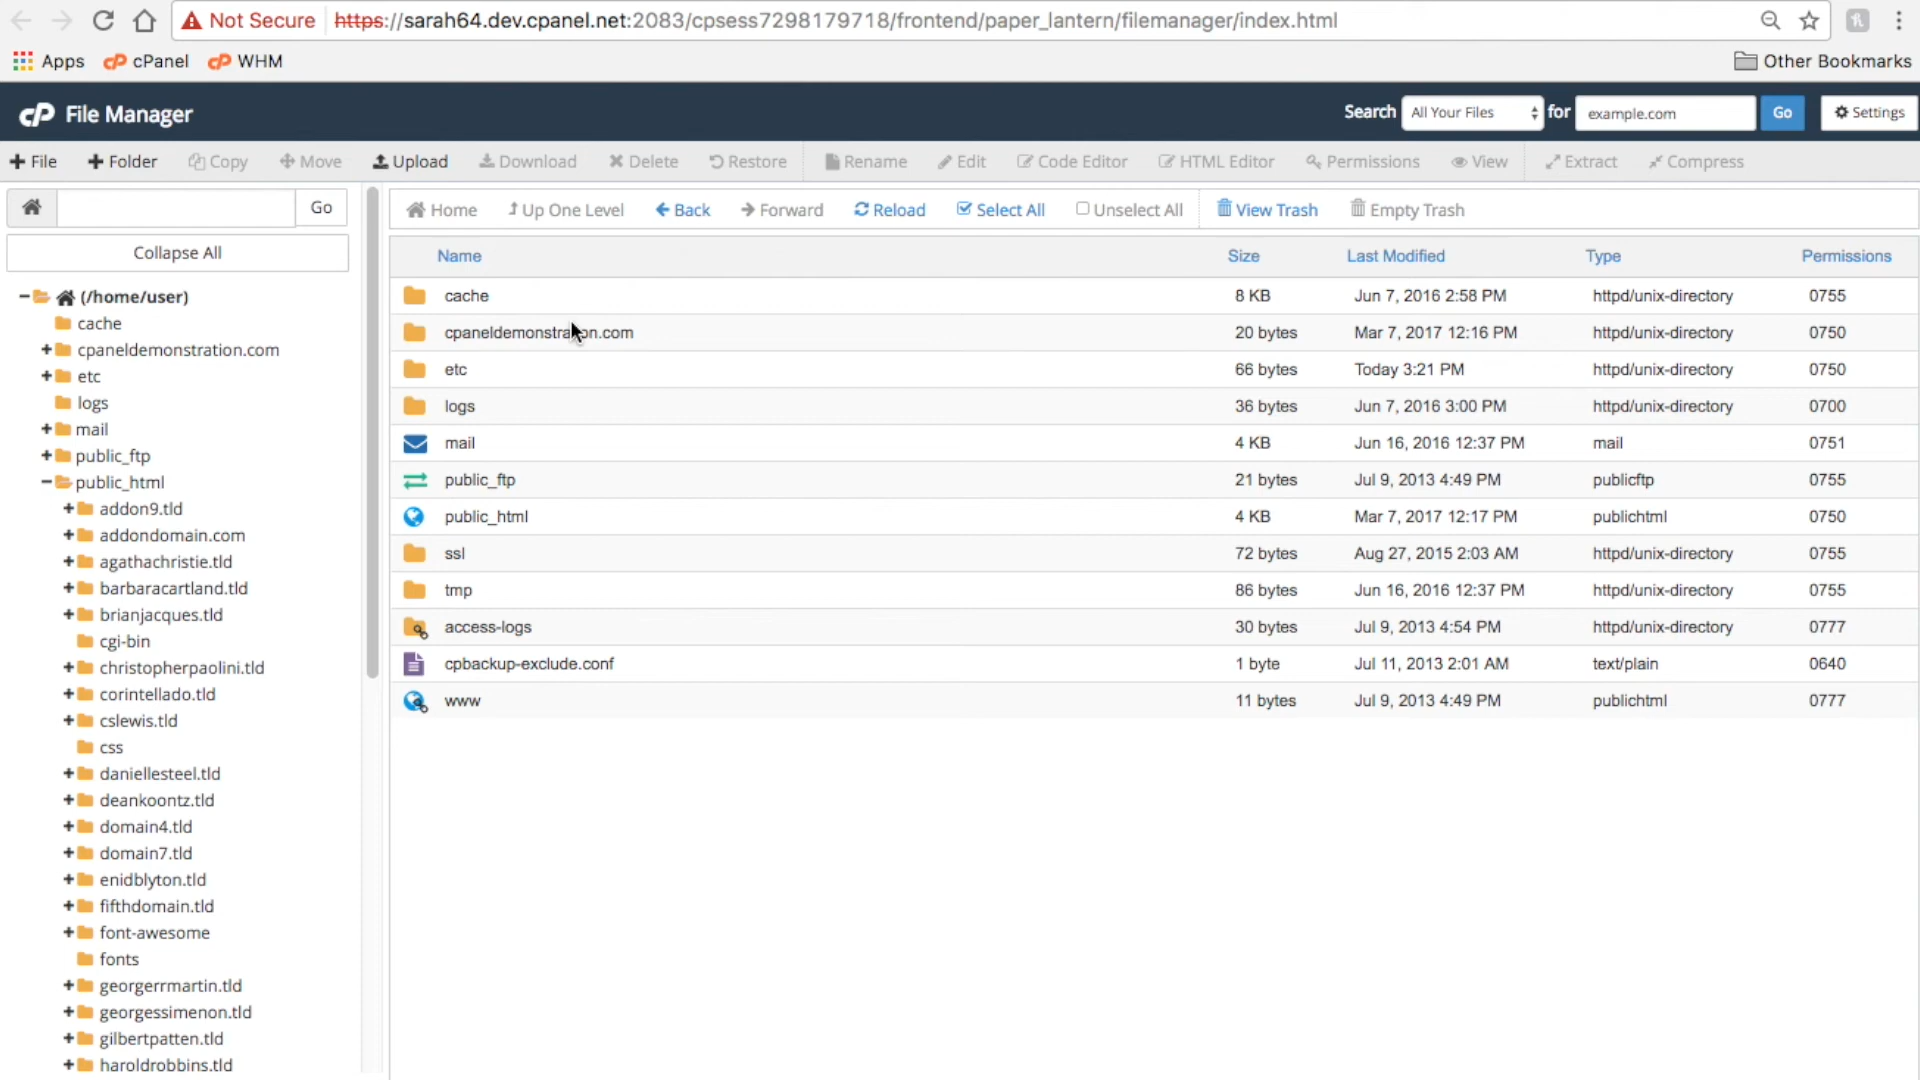 Not Secure https://sarah64.dev.cpanel.net:2083/cpsess7298179718/frontend/paper_lantern/filemanager/index.html
Apps cPanel WHM Other Bookmarks
cP File Manager Search All Your Files for example.com Go Settings
File Folder Copy Move Upload Download Delete Restore Rename Edit Code Editor HTML Editor Permissions View Extract Compress
Go
Home Up One Level Back Forward Reload Select All Unselect All View Trash Empty Trash
Collapse All
(/home/user)
cache
cpaneldemonstration.com
etc
logs
mail
public_ftp
public_html
addon9.tld
addondomain.com
agathachristie.tld
barbaracartland.tld
brianjacques.tld
cgi-bin
christopherpaolini.tld
corintellado.tld
cslewis.tld
css
daniellesteel.tld
deankoontz.tld
domain4.tld
domain7.tld
enidblyton.tld
fifthdomain.tld
font-awesome
fonts
georgerrmartin.tld
georgessimenon.tld
gilbertpatten.tld
haroldrobbins.tld
Name Size Last Modified Type Permissions
cache 8 KB Jun 7, 2016 2:58 PM httpd/unix-directory 0755
cpaneldemonstration.com 20 bytes Mar 7, 2017 12:16 PM httpd/unix-directory 0750
etc 66 bytes Today 3:21 PM httpd/unix-directory 0750
logs 36 bytes Jun 7, 2016 3:00 PM httpd/unix-directory 0700
mail 4 KB Jun 16, 2016 12:37 PM mail 0751
public_ftp 21 bytes Jul 9, 2013 4:49 PM publicftp 0755
public_html 4 KB Mar 7, 2017 12:17 PM publichtml 0750
ssl 72 bytes Aug 27, 2015 2:03 AM httpd/unix-directory 0755
tmp 86 bytes Jun 16, 2016 12:37 PM httpd/unix-directory 0755
access-logs 30 bytes Jul 9, 2013 4:54 PM httpd/unix-directory 0777
cpbackup-exclude.conf 1 byte Jul 11, 2013 2:01 AM text/plain 0640
www 11 bytes Jul 9, 2013 4:49 PM publichtml 0777